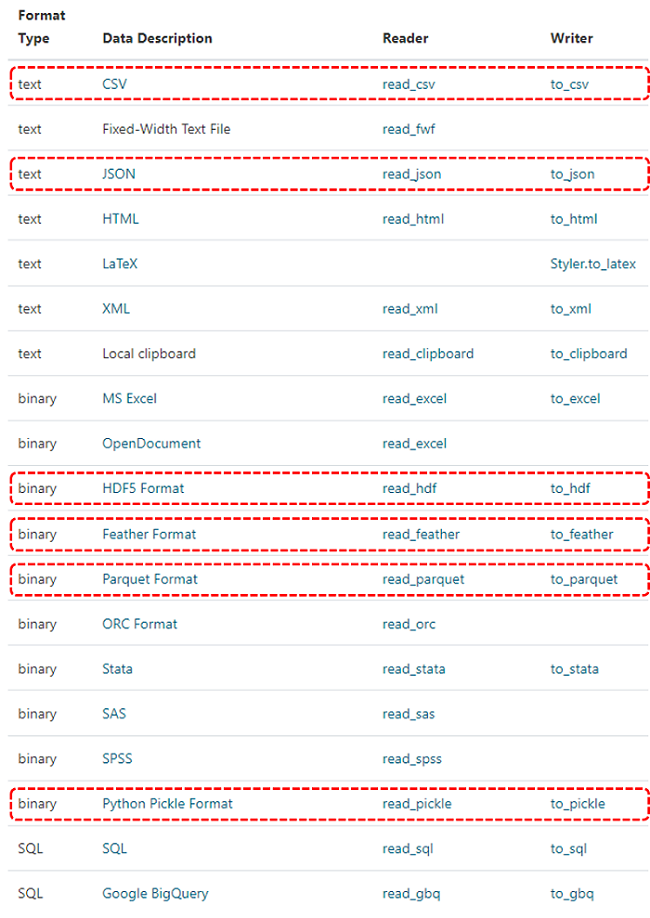 Format
Type Data Description Reader Writer
text CSV read_csv to_csv
text Fixed-Width Text File read_fwf
text JSON read_json to_json
text HTML read_html to_html
text LaTeX Styler.to_latex
text XML read_xml to_xml
text Local clipboard read_clipboard to_clipboard
binary MS Excel read_excel to_excel
binary OpenDocument read_excel
binary HDF5 Format read_hdf to_hdf
binary Feather Format read_feather to_feather
binary Parquet Format read_parquet to_parquet
binary ORC Format read_orc
binary Stata read_stata to_stata
binary SAS read_sas
binary SPSS read_spss
binary Python Pickle Format read_pickle to_pickle
SQL SQL read_sql to_sql
SQL Google BigQuery read_gbq to_gbq